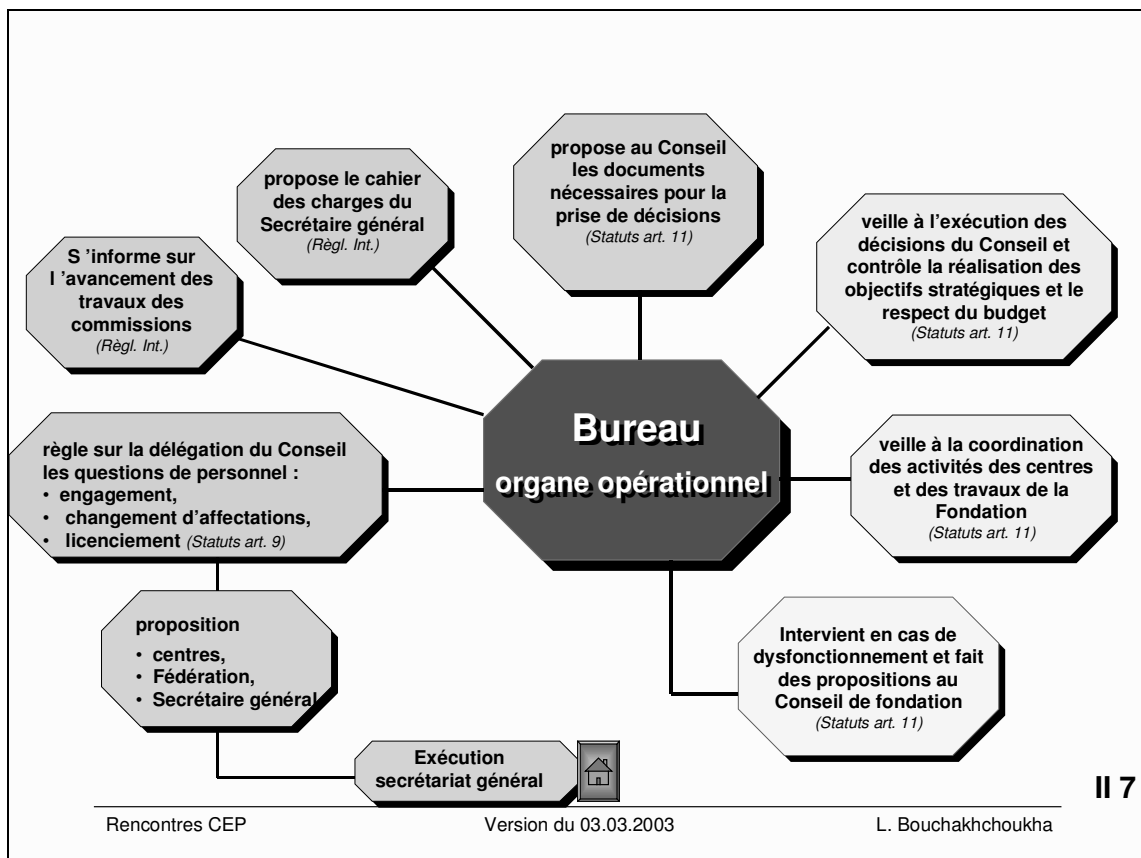 propose au Conseil
les documents
nécessaires pour la
prise de décisions
(Statuts art. 11)
propose le cahier
des charges du
Secrétaire général
(Règl. Int.)
veille à l’exécution des
décisions du Conseil et
contrôle la réalisation des
objectifs stratégiques et le
respect du budget
(Statuts art. 11)
S ’informe sur
l ’avancement des
travaux des
commissions
(Règl. Int.)
Bureau
organe opérationnel
règle sur la délégation du Conseil
les questions de personnel :
• engagement,
• changement d’affectations,
• licenciement (Statuts art. 9)
veille à la coordination
des activités des centres
et des travaux de la
Fondation
(Statuts art. 11)
proposition
• centres,
• Fédération,
• Secrétaire général
Intervient en cas de
dysfonctionnement et fait
des propositions au
Conseil de fondation
(Statuts art. 11)
Exécution
secrétariat général
II 7
Rencontres CEP Version du 03.03.2003 L. Bouchakhchoukha